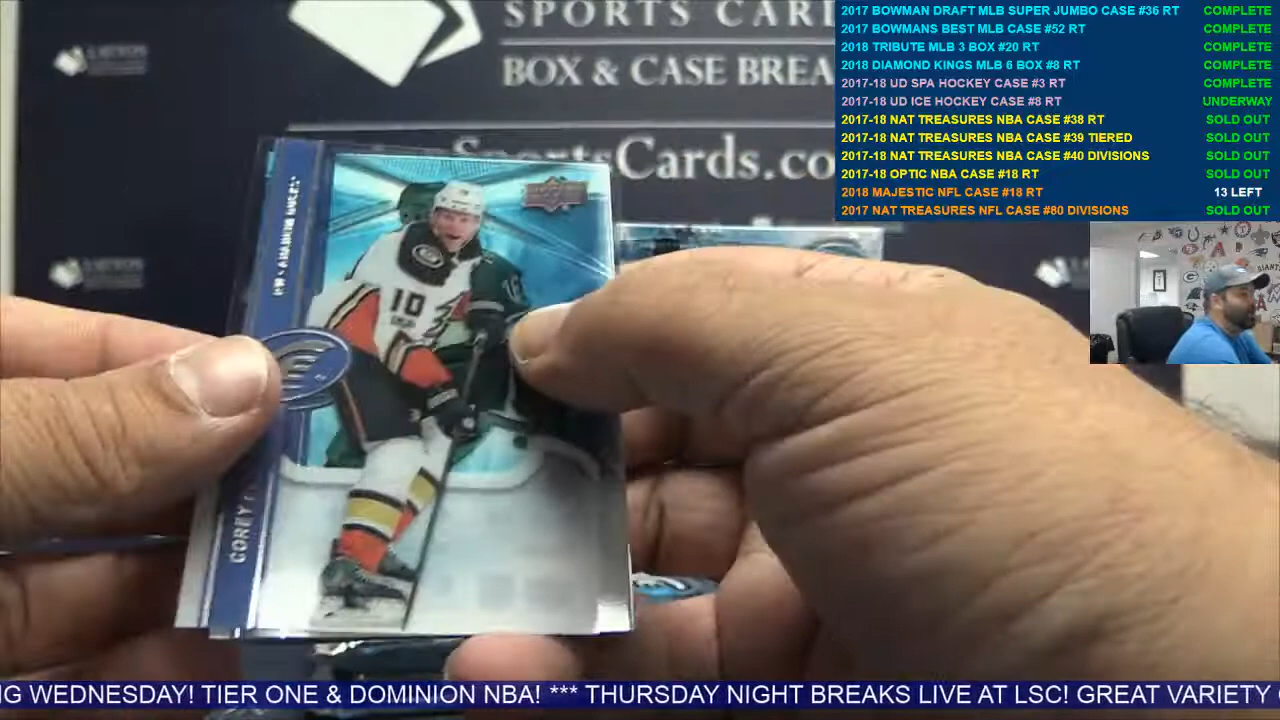 SPORTS CAR
BOX & CASE BREA
SportsCards.co
2017 BOWMAN DRAFT MLB SUPER JUMBO CASE #36 RT COMPLETE
2017 BOWMANS BEST MLB CASE #52 RT COMPLETE
2018 TRIBUTE MLB 3 BOX #20 RT COMPLETE
2018 DIAMOND KINGS MLB 6 BOX #8 RT COMPLETE
2017-18 UD SPA HOCKEY CASE #3 RT COMPLETE
2017-18 UD ICE HOCKEY CASE #8 RT UNDERWAY
2017-18 NAT TREASURES NBA CASE #38 RT SOLD OUT
2017-18 NAT TREASURES NBA CASE #39 TIERED SOLD OUT
2017-18 NAT TREASURES NBA CASE #40 DIVISIONS SOLD OUT
2017-18 OPTIC NBA CASE #18 RT SOLD OUT
2018 MAJESTIC NFL CASE #18 RT 13 LEFT
2017 NAT TREASURES NFL CASE #80 DIVISIONS SOLD OUT
10
COREY
G WEDNESDAY! TIER ONE & DOMINION NBA! *** THURSDAY NIGHT BREAKS LIVE AT LSC! GREAT VARIETY